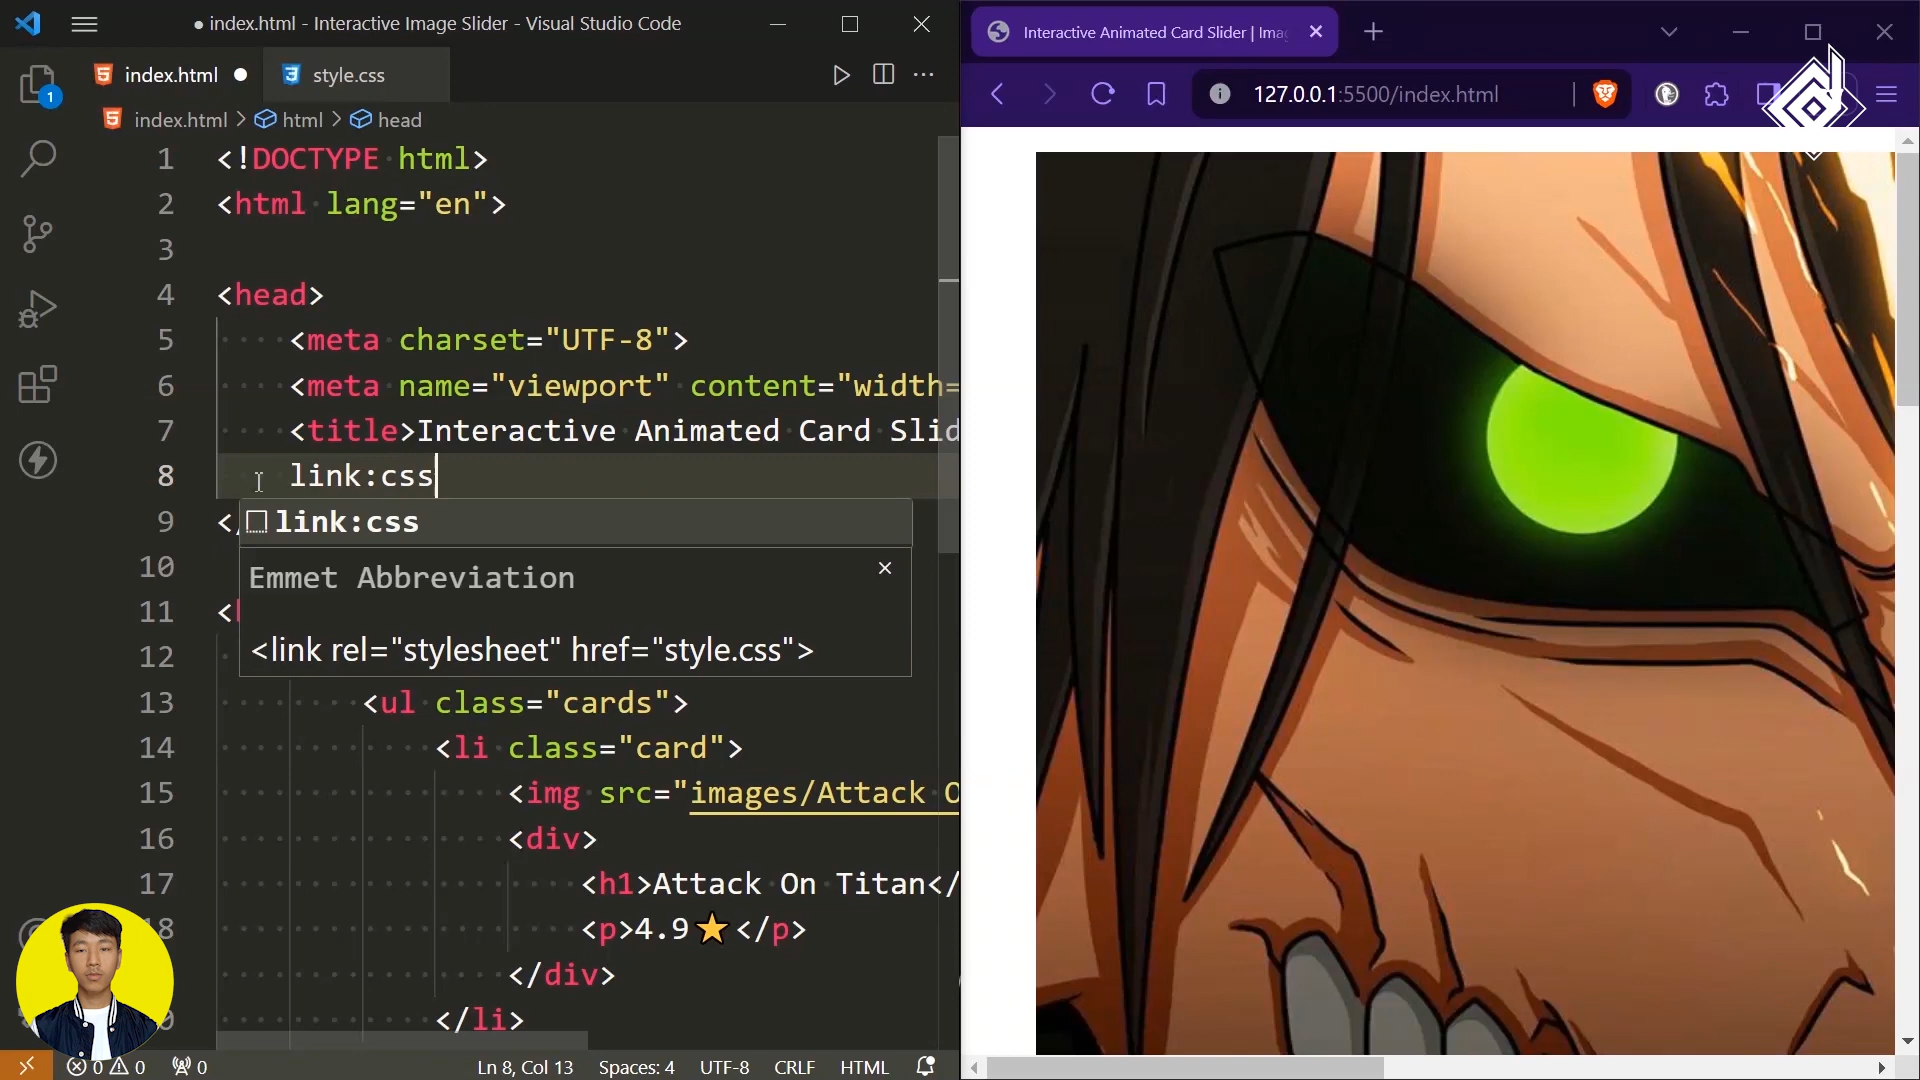 index.html - Interactive Image Slider - Visual Studio Code
index.html
style.css
index.html > html > head
1 <!DOCTYPE html>
2 <html lang="en">
3
4 <head>
5 <meta charset="UTF-8">
6 <meta name="viewport" content="width=
7 <title>Interactive Animated Card Slid
8 link:css
9 </
link:css
10
Emmet Abbreviation
11 <
<link rel="stylesheet" href="style.css">
12
13 <ul class="cards">
14 <li class="card">
15 <img src="images/Attack O
16 <div>
17 <h1>Attack On Titan</
18 <p>4.9⭐</p>
</div>
</li>
1
0 0 0
Ln 8, Col 13
Spaces: 4
UTF-8
CRLF
HTML
Interactive Animated Card Slider | Ima
127.0.0.1:5500/index.html